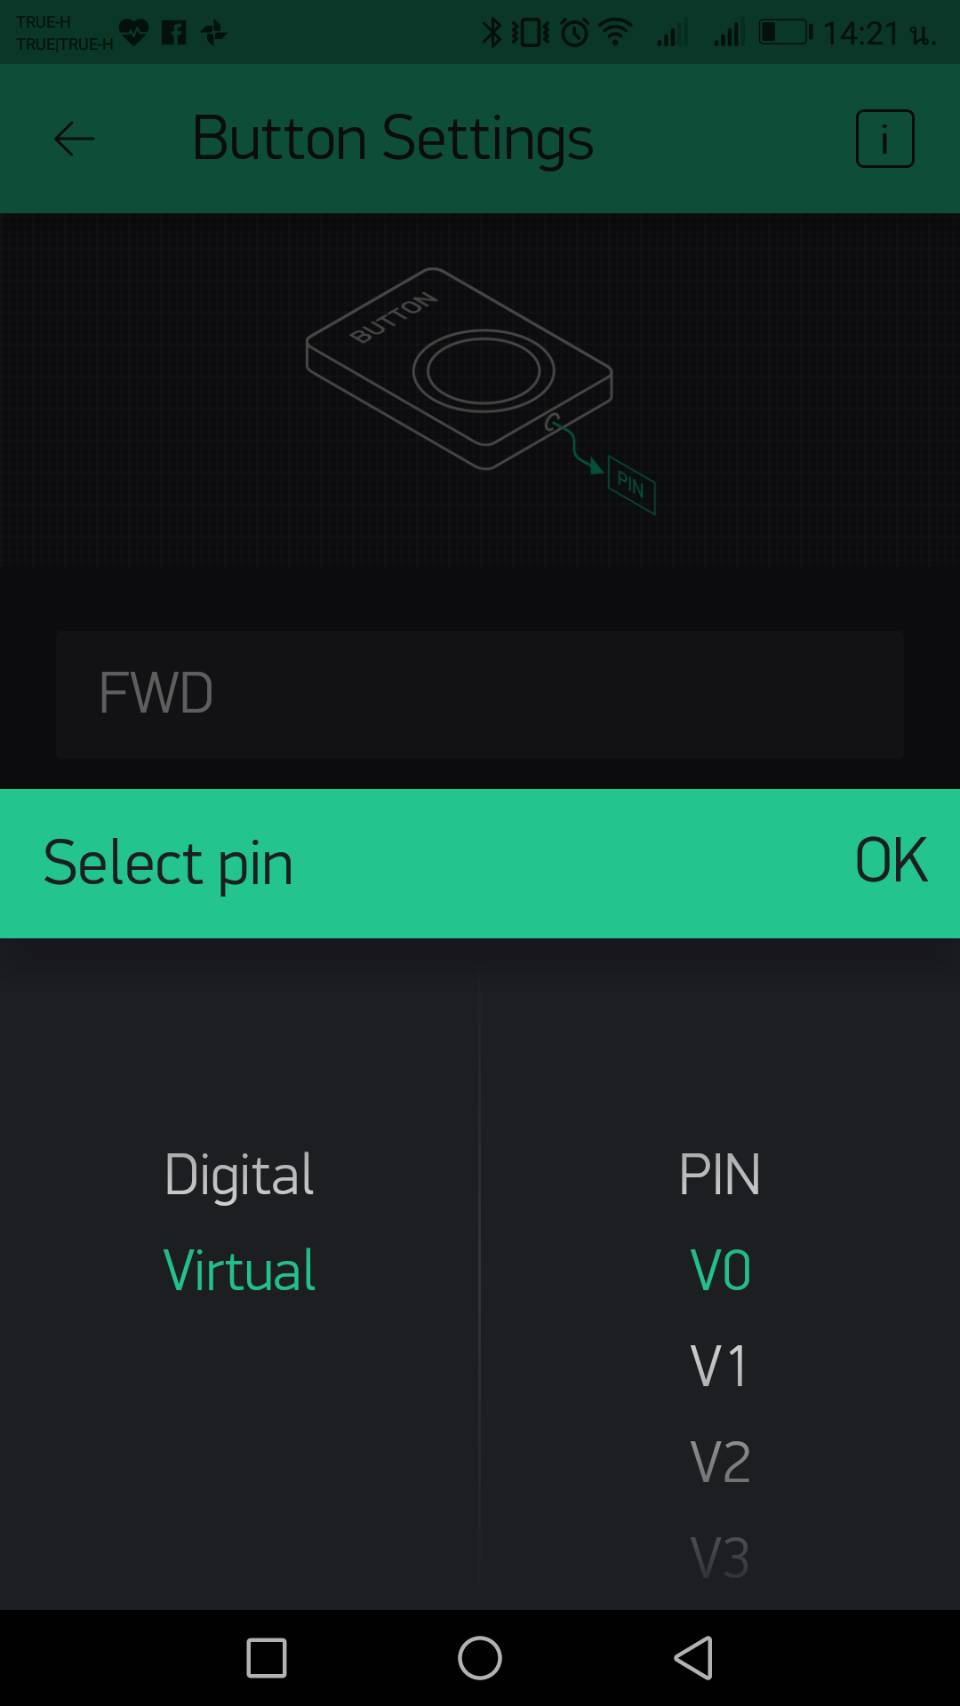 TRUE-H
TRUE|TRUE-H
14:21 น.
Button Settings
i
BUTTON
PIN
FWD
Select pin
OK
Digital
PIN
Virtual
V0
V1
V2
V3